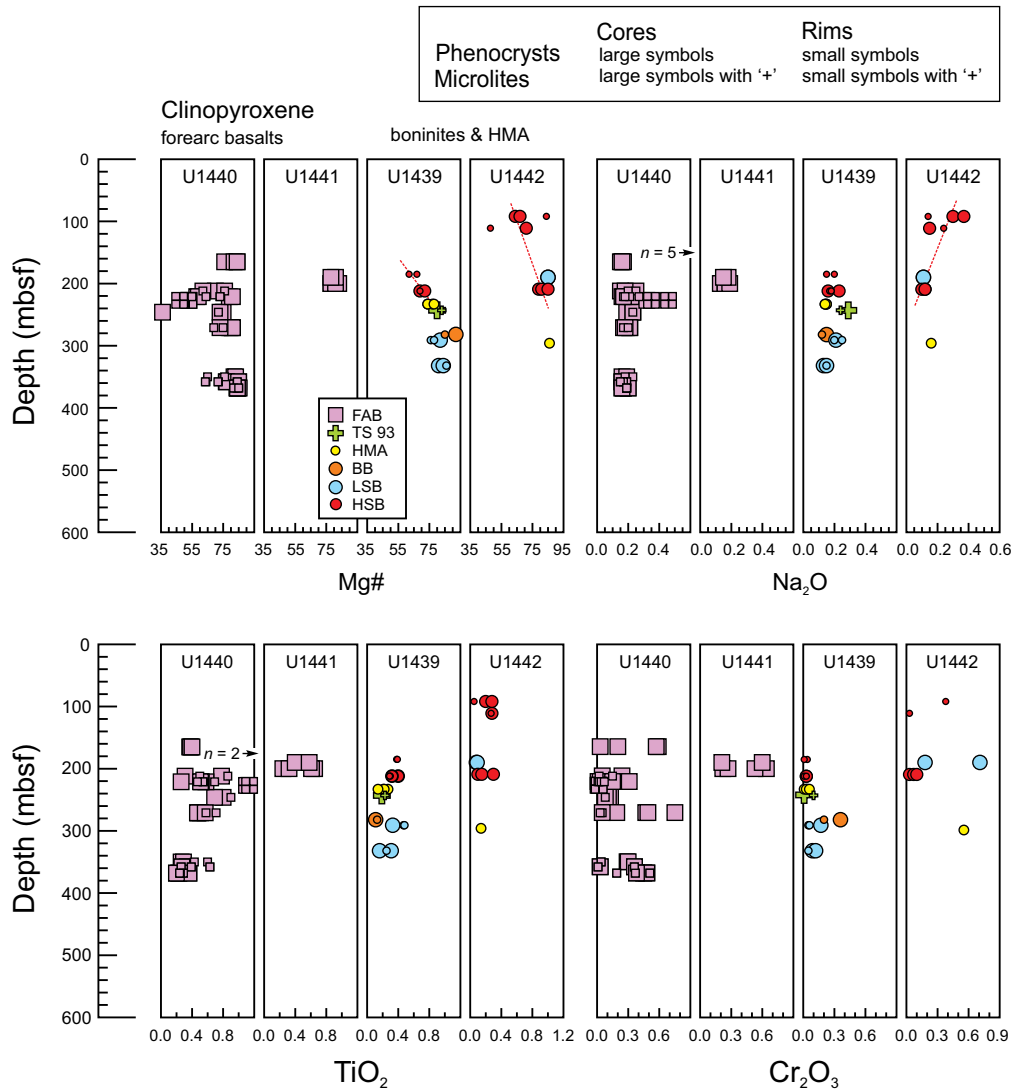 Cores Rims
Phenocrysts large symbols small symbols
Microlites large symbols with ‘+’ small symbols with ‘+’
Clinopyroxene
forearc basalts boninites & HMA
U1440 U1441 U1439 U1442 U1440 U1441 U1439 U1442
0
100
200
300
400
500
600
Depth (mbsf)
n = 5
FAB
TS 93
HMA
BB
LSB
HSB
35 55 75 35 55 75 35 55 75 35 55 75 95 0.0 0.2 0.4 0.0 0.2 0.4 0.0 0.2 0.4 0.0 0.2 0.4 0.6
Mg# Na₂O
U1440 U1441 U1439 U1442 U1440 U1441 U1439 U1442
0
100
200
300
400
500
600
Depth (mbsf)
n = 2
0.0 0.4 0.8 0.0 0.4 0.8 0.0 0.4 0.8 0.0 0.4 0.8 1.2 0.0 0.3 0.6 0.0 0.3 0.6 0.0 0.3 0.6 0.0 0.3 0.6 0.9
TiO₂ Cr₂O₃